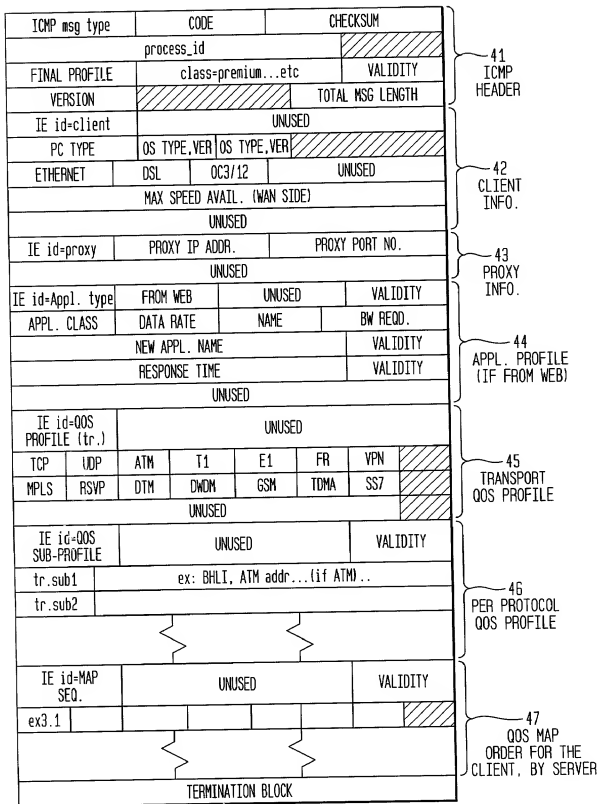 ICMP msg type CODE CHECKSUM
process_id
FINAL PROFILE class=premium...etc VALIDITY
VERSION TOTAL MSG LENGTH
41
ICMP
HEADER
IE id=client UNUSED
PC TYPE OS TYPE,VER OS TYPE,VER
ETHERNET DSL OC3/12 UNUSED
MAX SPEED AVAIL. (WAN SIDE)
UNUSED
42
CLIENT
INFO.
IE id=proxy PROXY IP ADDR. PROXY PORT NO.
UNUSED
43
PROXY
INFO.
IE id=Appl. type FROM WEB UNUSED VALIDITY
APPL. CLASS DATA RATE NAME BW REQD.
NEW APPL. NAME VALIDITY
RESPONSE TIME VALIDITY
UNUSED
44
APPL. PROFILE
(IF FROM WEB)
IE id=QOS
PROFILE (tr.) UNUSED
TCP UDP ATM T1 E1 FR VPN
MPLS RSVP DTM DWDM GSM TDMA SS7
UNUSED
45
TRANSPORT
QOS PROFILE
IE id=QOS
SUB-PROFILE UNUSED VALIDITY
tr.sub1 ex: BHLI, ATM addr...(if ATM)..
tr.sub2
46
PER PROTOCOL
QOS PROFILE
IE id=MAP
SEQ. UNUSED VALIDITY
ex3.1
47
QOS MAP
ORDER FOR THE
CLIENT, BY SERVER
TERMINATION BLOCK